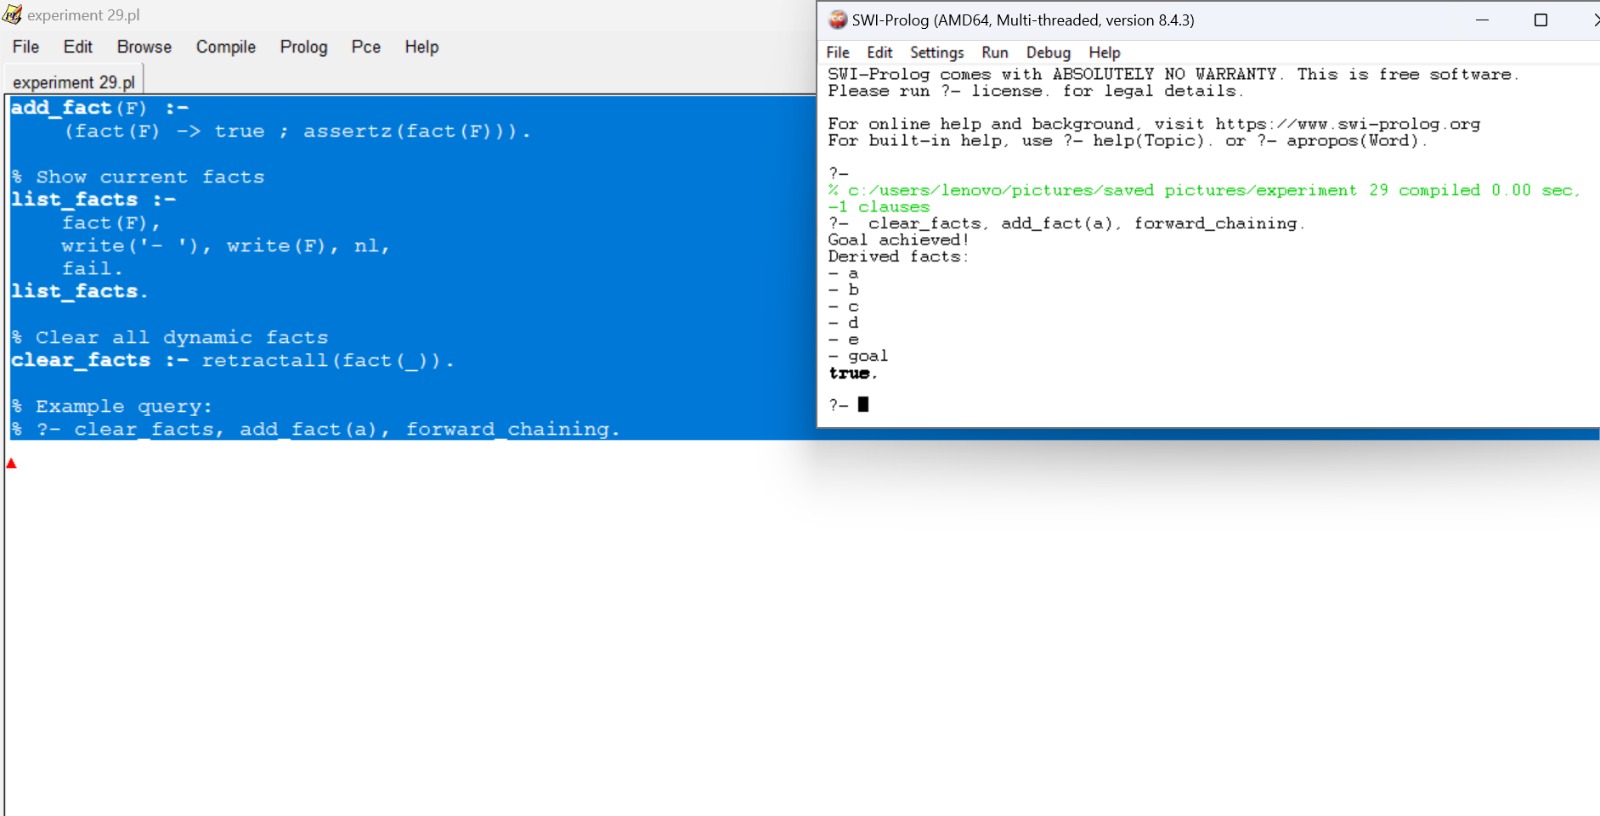 experiment 29.pl
File Edit Browse Compile Prolog Pce Help
experiment 29.pl
add_fact(F) :-
    (fact(F) -> true ; assertz(fact(F))).
% Show current facts
list_facts :-
    fact(F),
    write('- '), write(F), nl,
    fail.
list_facts.
% Clear all dynamic facts
clear_facts :- retractall(fact(_)).
% Example query:
% ?- clear_facts, add_fact(a), forward_chaining.
SWI-Prolog (AMD64, Multi-threaded, version 8.4.3)
File Edit Settings Run Debug Help
SWI-Prolog comes with ABSOLUTELY NO WARRANTY. This is free software.
Please run ?- license. for legal details.
For online help and background, visit https://www.swi-prolog.org
For built-in help, use ?- help(Topic). or ?- apropos(Word).
?-
% c:/users/lenovo/pictures/saved pictures/experiment 29 compiled 0.00 sec,
-1 clauses
?-  clear_facts, add_fact(a), forward_chaining.
Goal achieved!
Derived facts:
- a
- b
- c
- d
- e
- goal
true.
?-